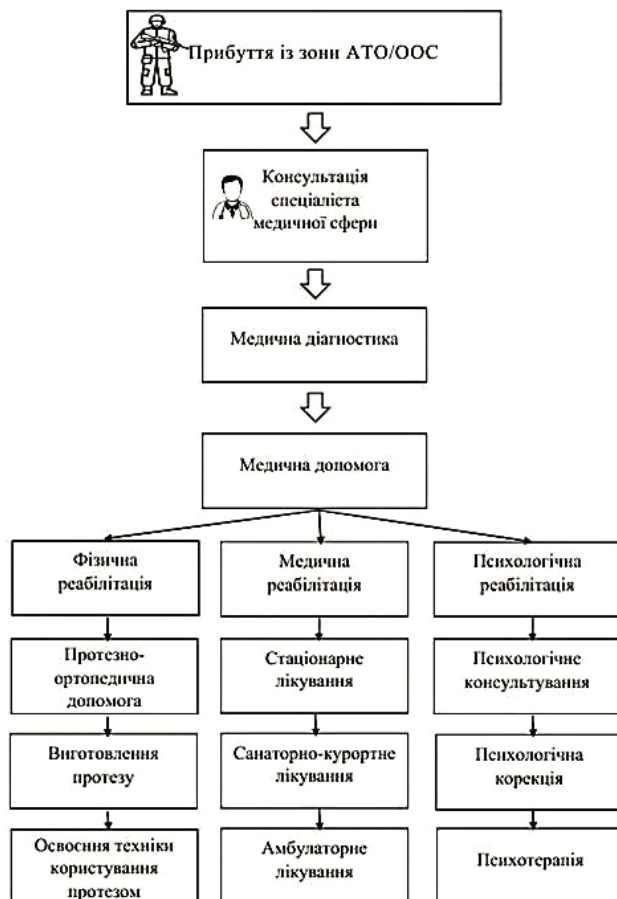 Прибуття із зони АТО/ООС
Консультація
спеціаліста
медичної сфери
Медична діагностика
Медична допомога
Фізична
реабілітація
Медична
реабілітація
Психологічна
реабілітація
Протезно-
ортопедична
допомога
Стаціонарне
лікування
Психологічне
консультування
Виготовлення
протезу
Санаторно-курортне
лікування
Психологічна
корекція
Освоєння техніки
користування
протезом
Амбулаторне
лікування
Психотерапія